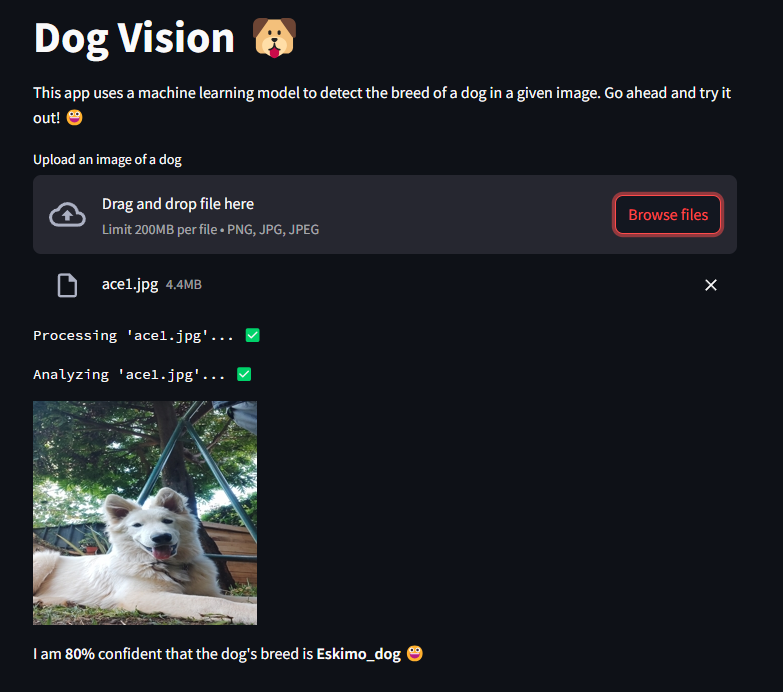 Dog Vision 🐶
This app uses a machine learning model to detect the breed of a dog in a given image. Go ahead and try it
out! 😀
Upload an image of a dog
Drag and drop file here
Limit 200MB per file • PNG, JPG, JPEG
Browse files
ace1.jpg 4.4MB
Processing 'ace1.jpg'... ✅
Analyzing 'ace1.jpg'... ✅
I am 80% confident that the dog's breed is Eskimo_dog 😀